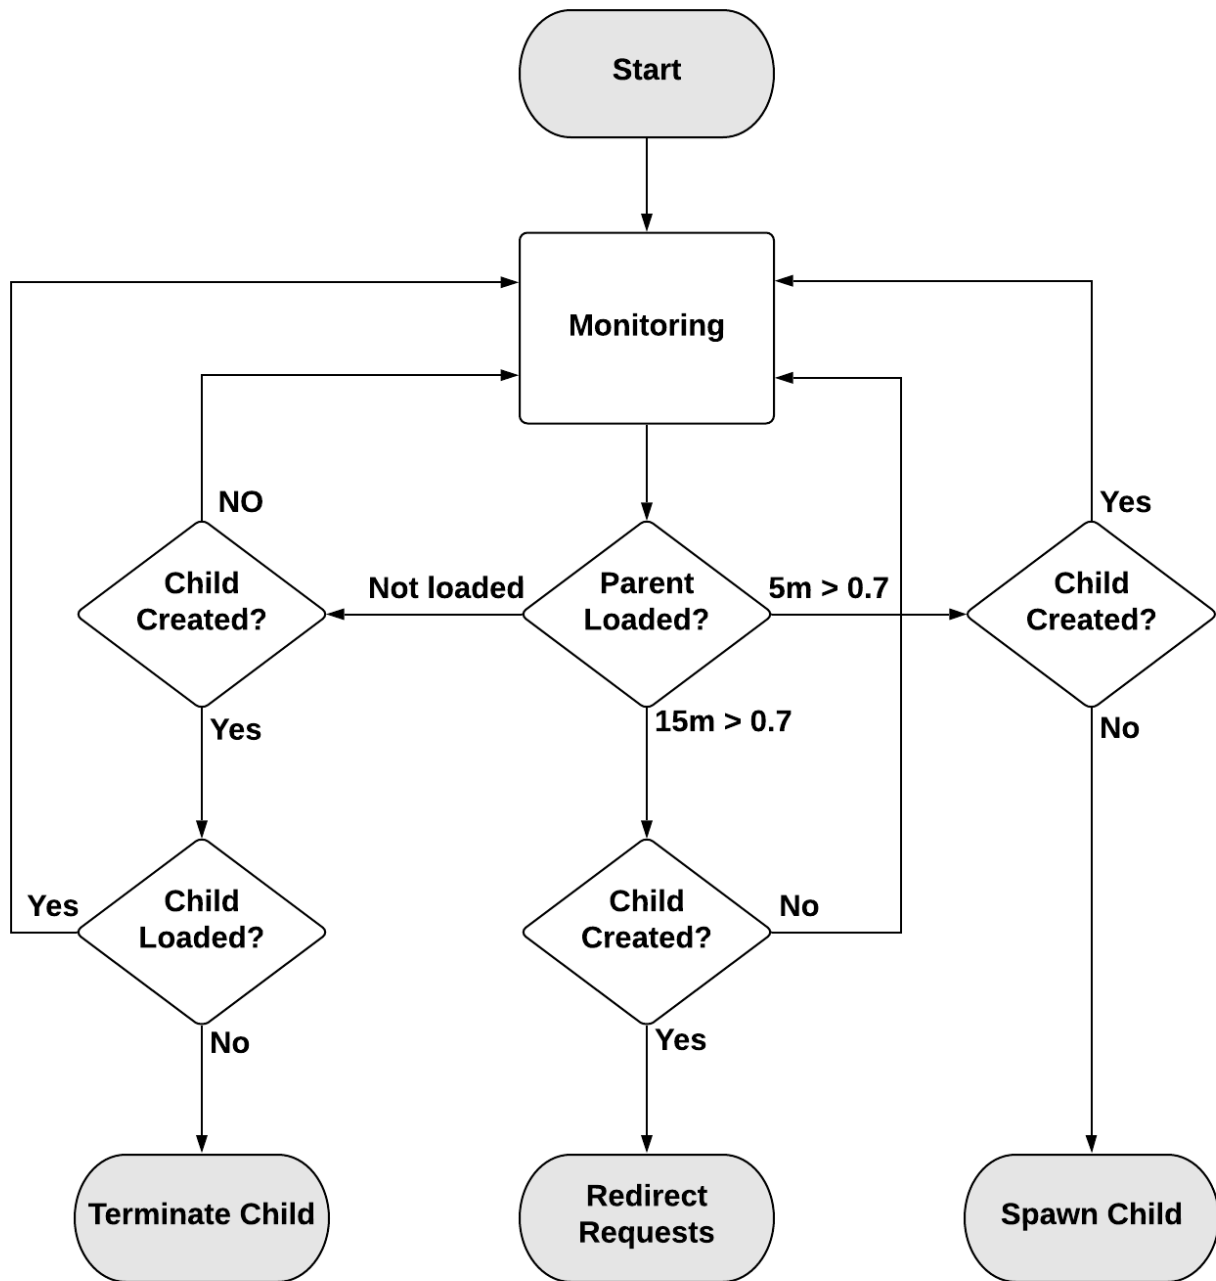 Start
Monitoring
NO
Yes
Child
Created?
Not loaded
Parent
Loaded?
5m > 0.7
Child
Created?
Yes
15m > 0.7
No
Yes
Child
Loaded?
Child
Created?
No
No
Yes
Terminate Child
Redirect
Requests
Spawn Child